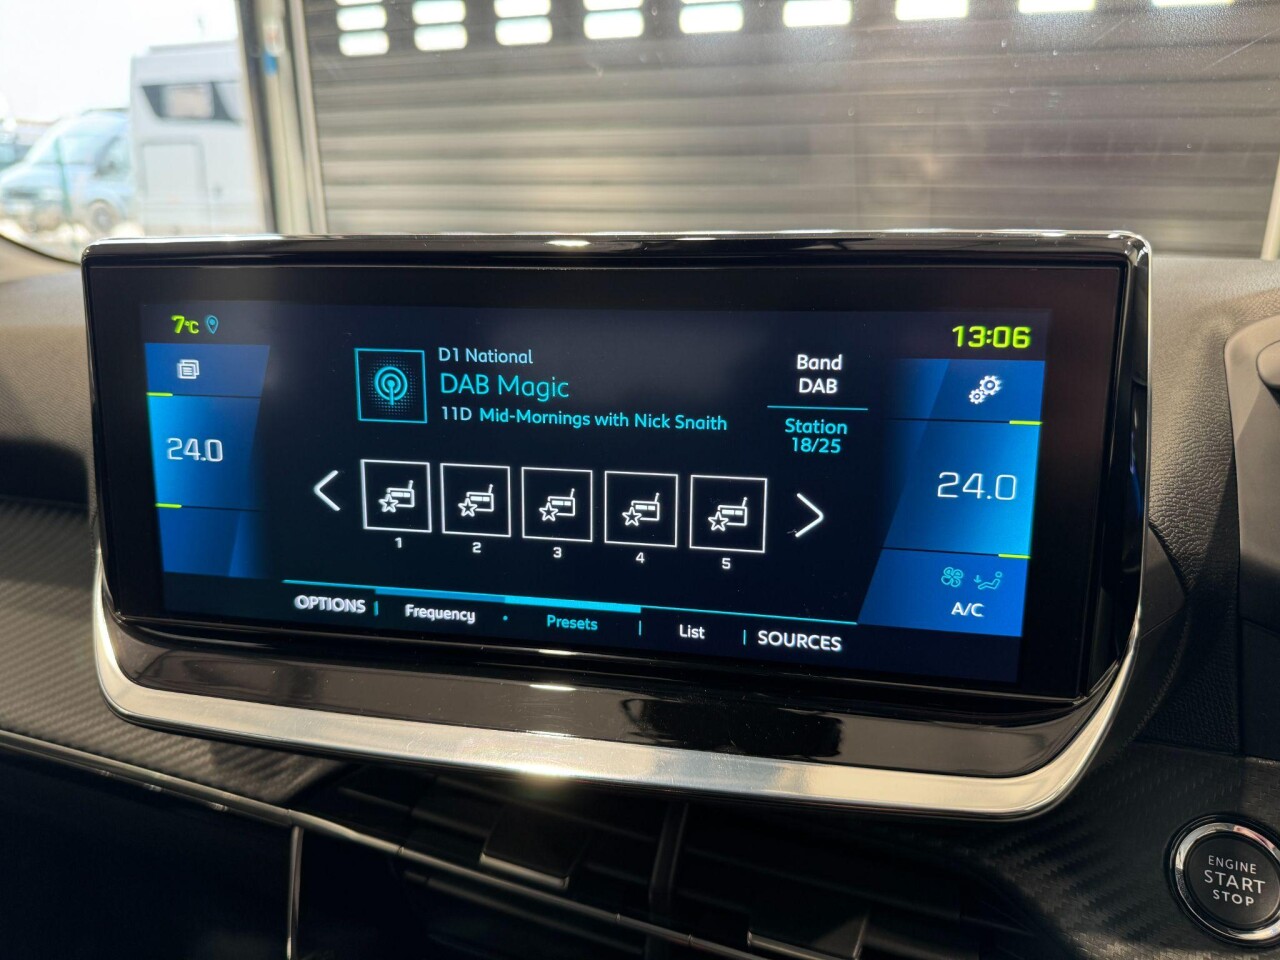 7°C
13:06
D1 National
DAB Magic
11D Mid-Mornings with Nick Snaith
Band
DAB
Station
18/25
24.0
24.0
1
2
3
4
5
OPTIONS
Frequency
Presets
List
SOURCES
A/C
ENGINE
START
STOP